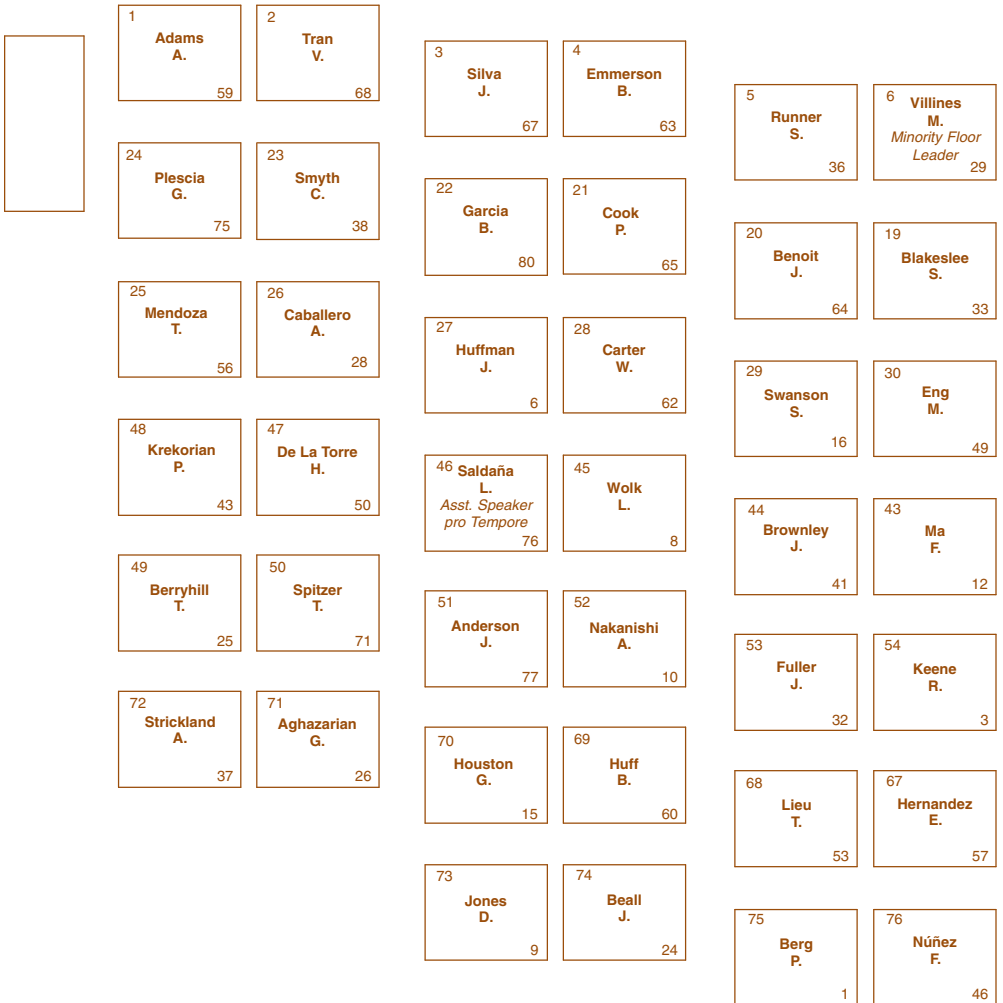 1
Adams
A.
59
2
Tran
V.
68
3
Silva
J.
67
4
Emmerson
B.
63
5
Runner
S.
36
6
Villines
M.
Minority Floor
Leader
29
24
Plescia
G.
75
23
Smyth
C.
38
22
Garcia
B.
80
21
Cook
P.
65
20
Benoit
J.
64
19
Blakeslee
S.
33
25
Mendoza
T.
56
26
Caballero
A.
28
27
Huffman
J.
6
28
Carter
W.
62
29
Swanson
S.
16
30
Eng
M.
49
48
Krekorian
P.
43
47
De La Torre
H.
50
46
Saldaña
L.
Asst. Speaker
pro Tempore
76
45
Wolk
L.
8
44
Brownley
J.
41
43
Ma
F.
12
49
Berryhill
T.
25
50
Spitzer
T.
71
51
Anderson
J.
77
52
Nakanishi
A.
10
53
Fuller
J.
32
54
Keene
R.
3
72
Strickland
A.
37
71
Aghazarian
G.
26
70
Houston
G.
15
69
Huff
B.
60
68
Lieu
T.
53
67
Hernandez
E.
57
73
Jones
D.
9
74
Beall
J.
24
75
Berg
P.
1
76
Núñez
F.
46